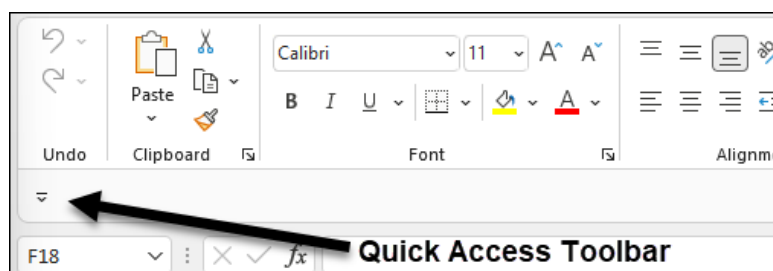 Calibri 11 A A
Paste B I U A
Undo Clipboard Font Alignm
F18 fx Quick Access Toolbar